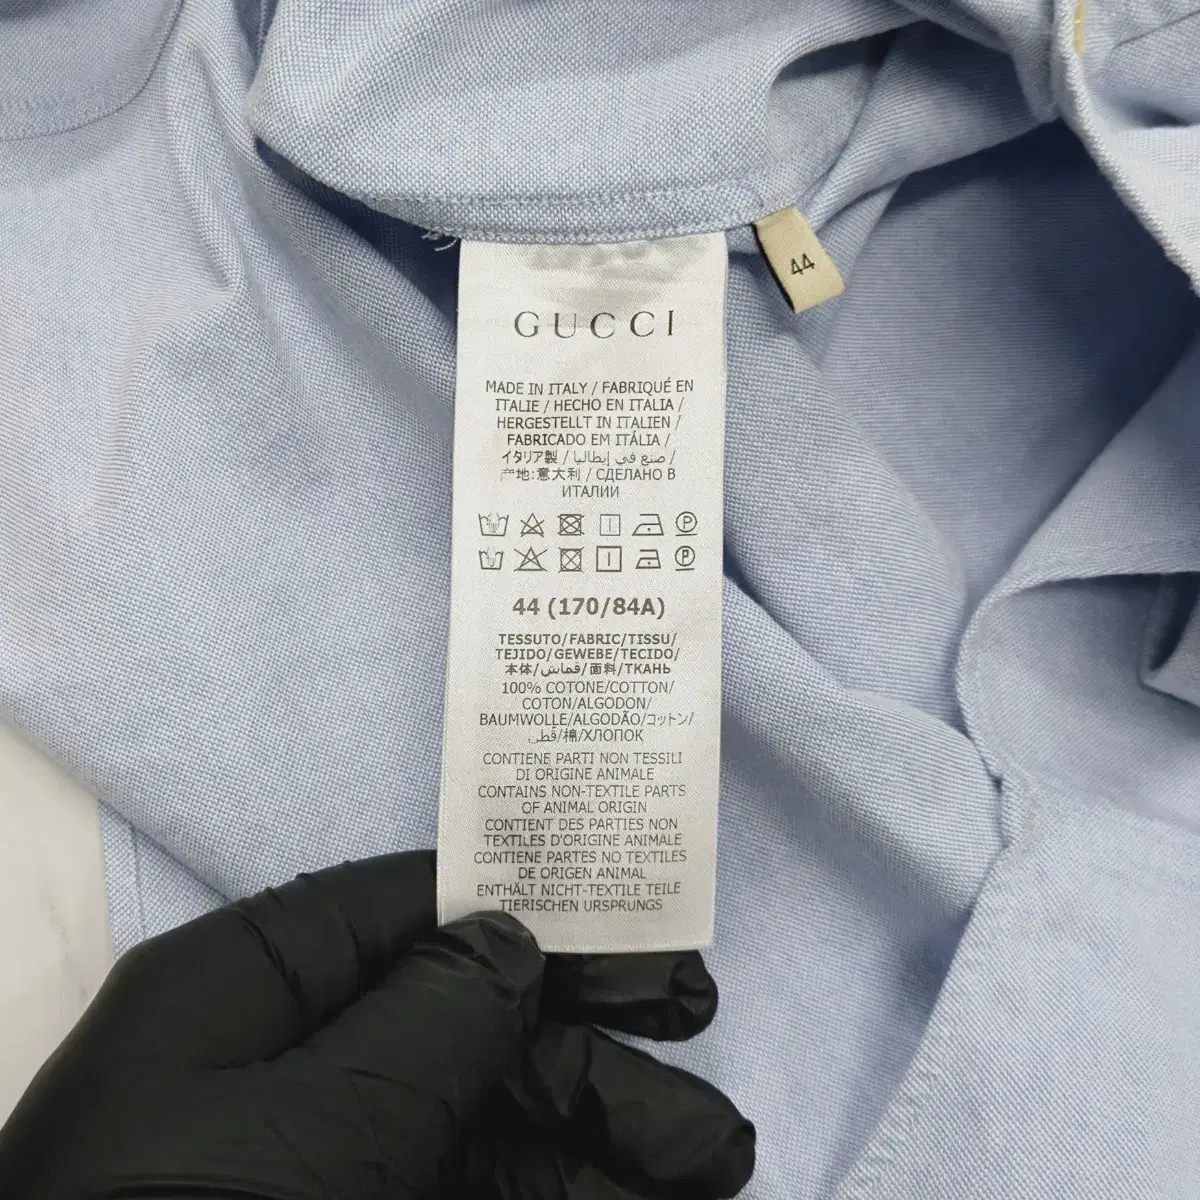 44
GUCCI
MADE IN ITALY / FABRIQUÉ EN
ITALIE / HECHO EN ITALIA /
HERGESTELLT IN ITALIEN /
FABRICADO EM ITÁLIA /
イタリア製 / صنع في إيطاليا /
产地:意大利 / СДЕЛАНО В
ИТАЛИИ
P
P
44 (170/84A)
TESSUTO/FABRIC/TISSU/
TEJIDO/GEWEBE/TECIDO/
本体/قماش/面料/ТКАНЬ
100% COTONE/COTTON/
COTON/ALGODON/
BAUMWOLLE/ALGODÃO/コットン/
قطن/棉/ХЛОПОК
CONTIENE PARTI NON TESSILI
DI ORIGINE ANIMALE
CONTAINS NON-TEXTILE PARTS
OF ANIMAL ORIGIN
CONTIENT DES PARTIES NON
TEXTILES D'ORIGINE ANIMALE
CONTIENE PARTES NO TEXTILES
DE ORIGEN ANIMAL
ENTHÄLT NICHT-TEXTILE TEILE
TIERISCHEN URSPRUNGS